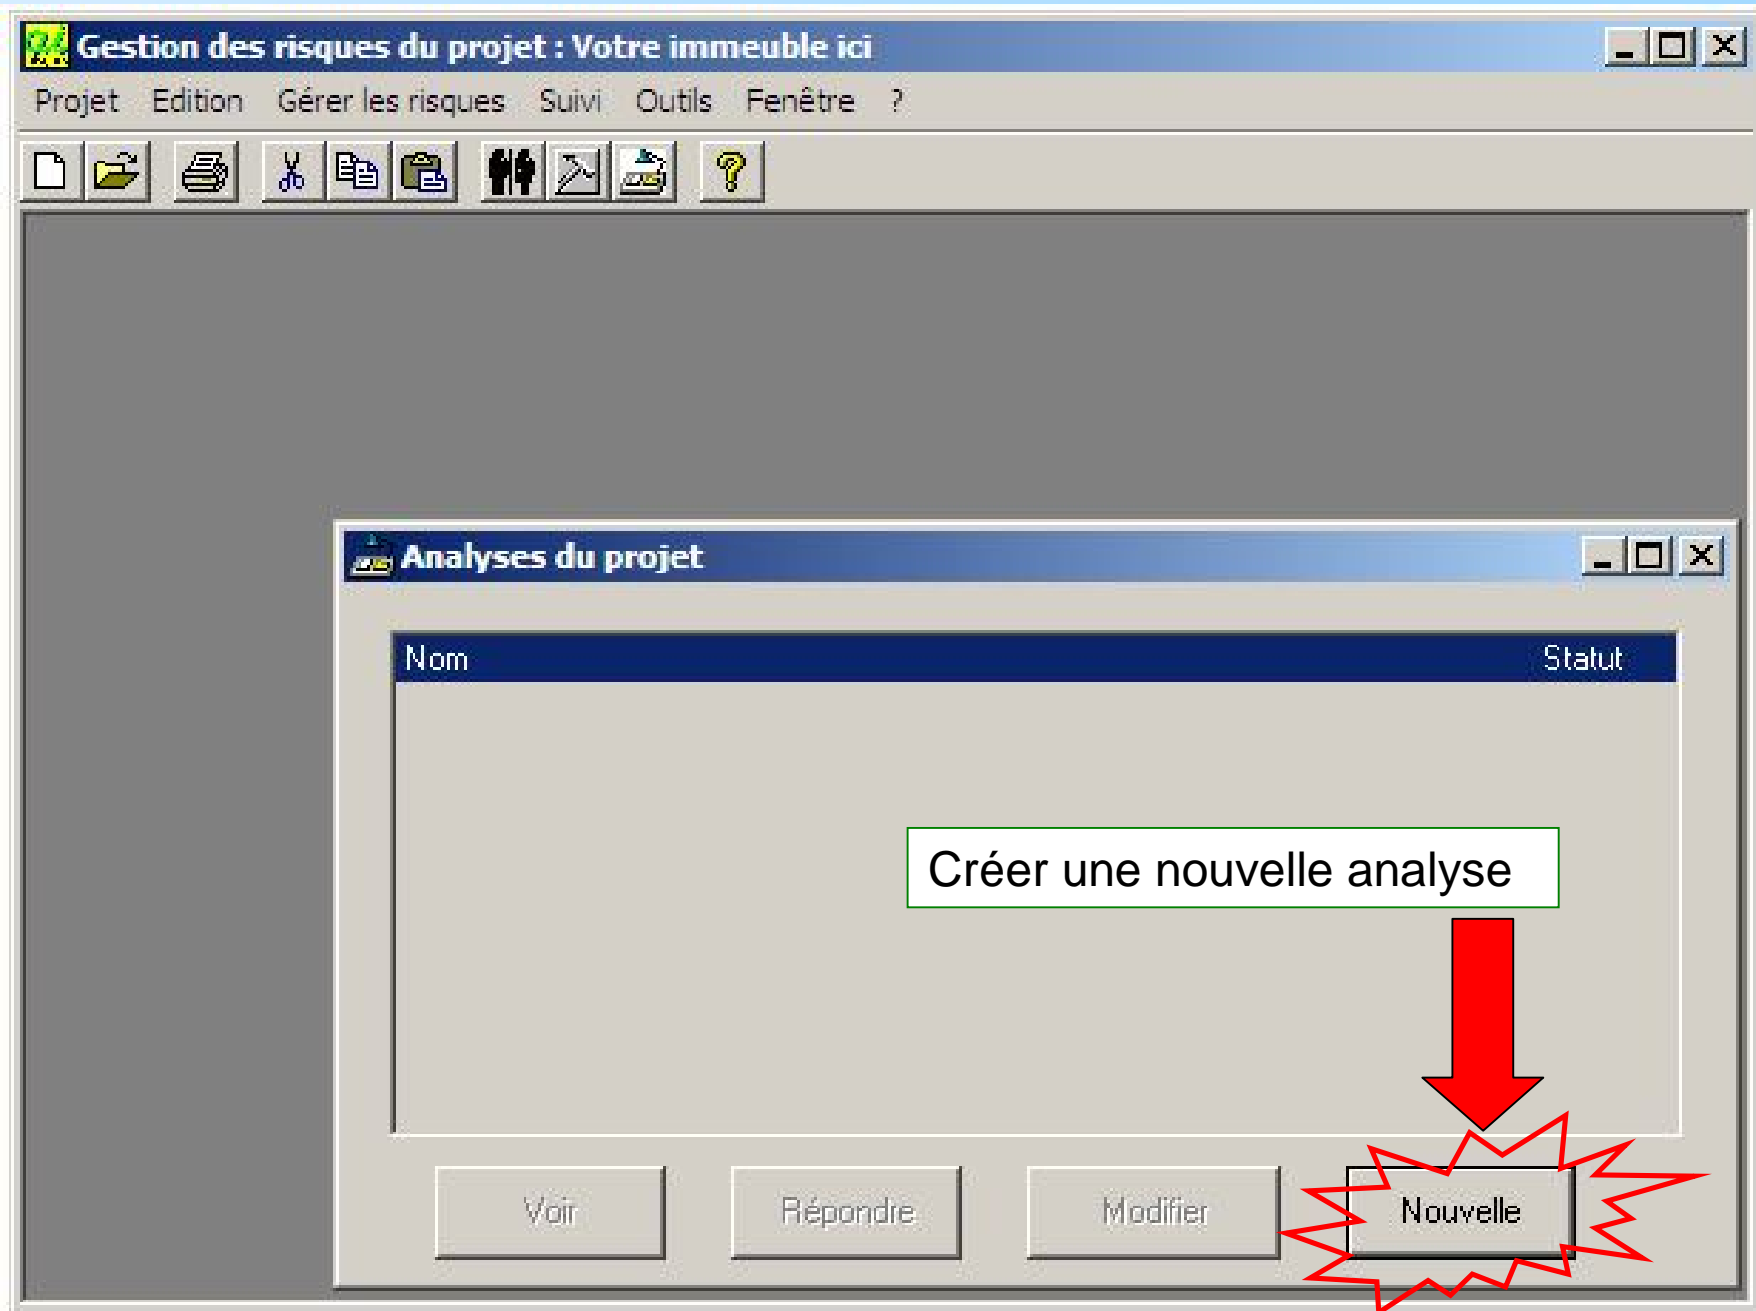 Gestion des risques du projet : Votre immeuble ici
Projet Edition Gérer les risques Suivi Outils Fenêtre ?
Analyses du projet
Nom Statut
Créer une nouvelle analyse
Voir Répondre Modifier Nouvelle